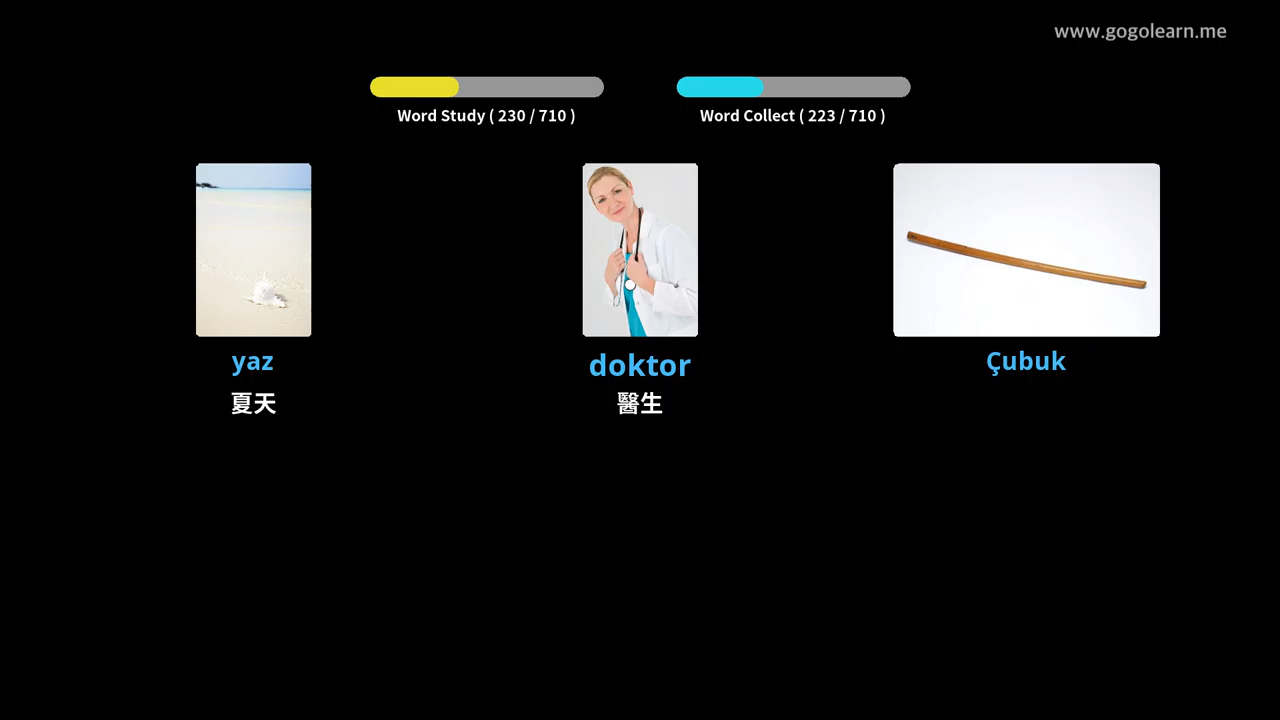 www.gogolearn.me
Word Study ( 230 / 710 )
Word Collect ( 223 / 710 )
yaz
夏天
doktor
醫生
Çubuk